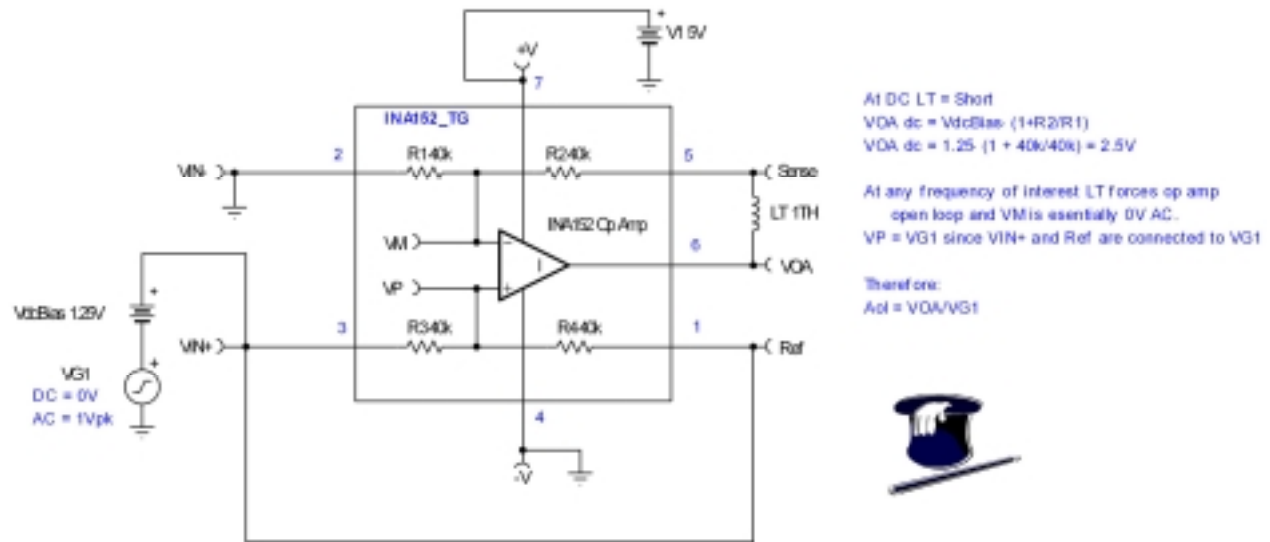 V1 5V
+V
7
INA152_TG
2
R1 40k
R2 40k
5
VIN-
Sense
LT 1TH
INA152 Op Amp
VM
6
VOA
VP
VdcBias 1.25V
3
R3 40k
R4 40k
1
VIN+
Ref
VG1
DC = 0V
AC = 1Vpk
4
-V
At DC LT = Short
VOA dc = VdcBias· (1+R2/R1)
VOA dc = 1.25· (1 + 40k/40k) = 2.5V
At any frequency of interest LT forces op amp
open loop and VM is esentially 0V AC.
VP = VG1 since VIN+ and Ref are connected to VG1
Therefore:
Aol = VOA/VG1